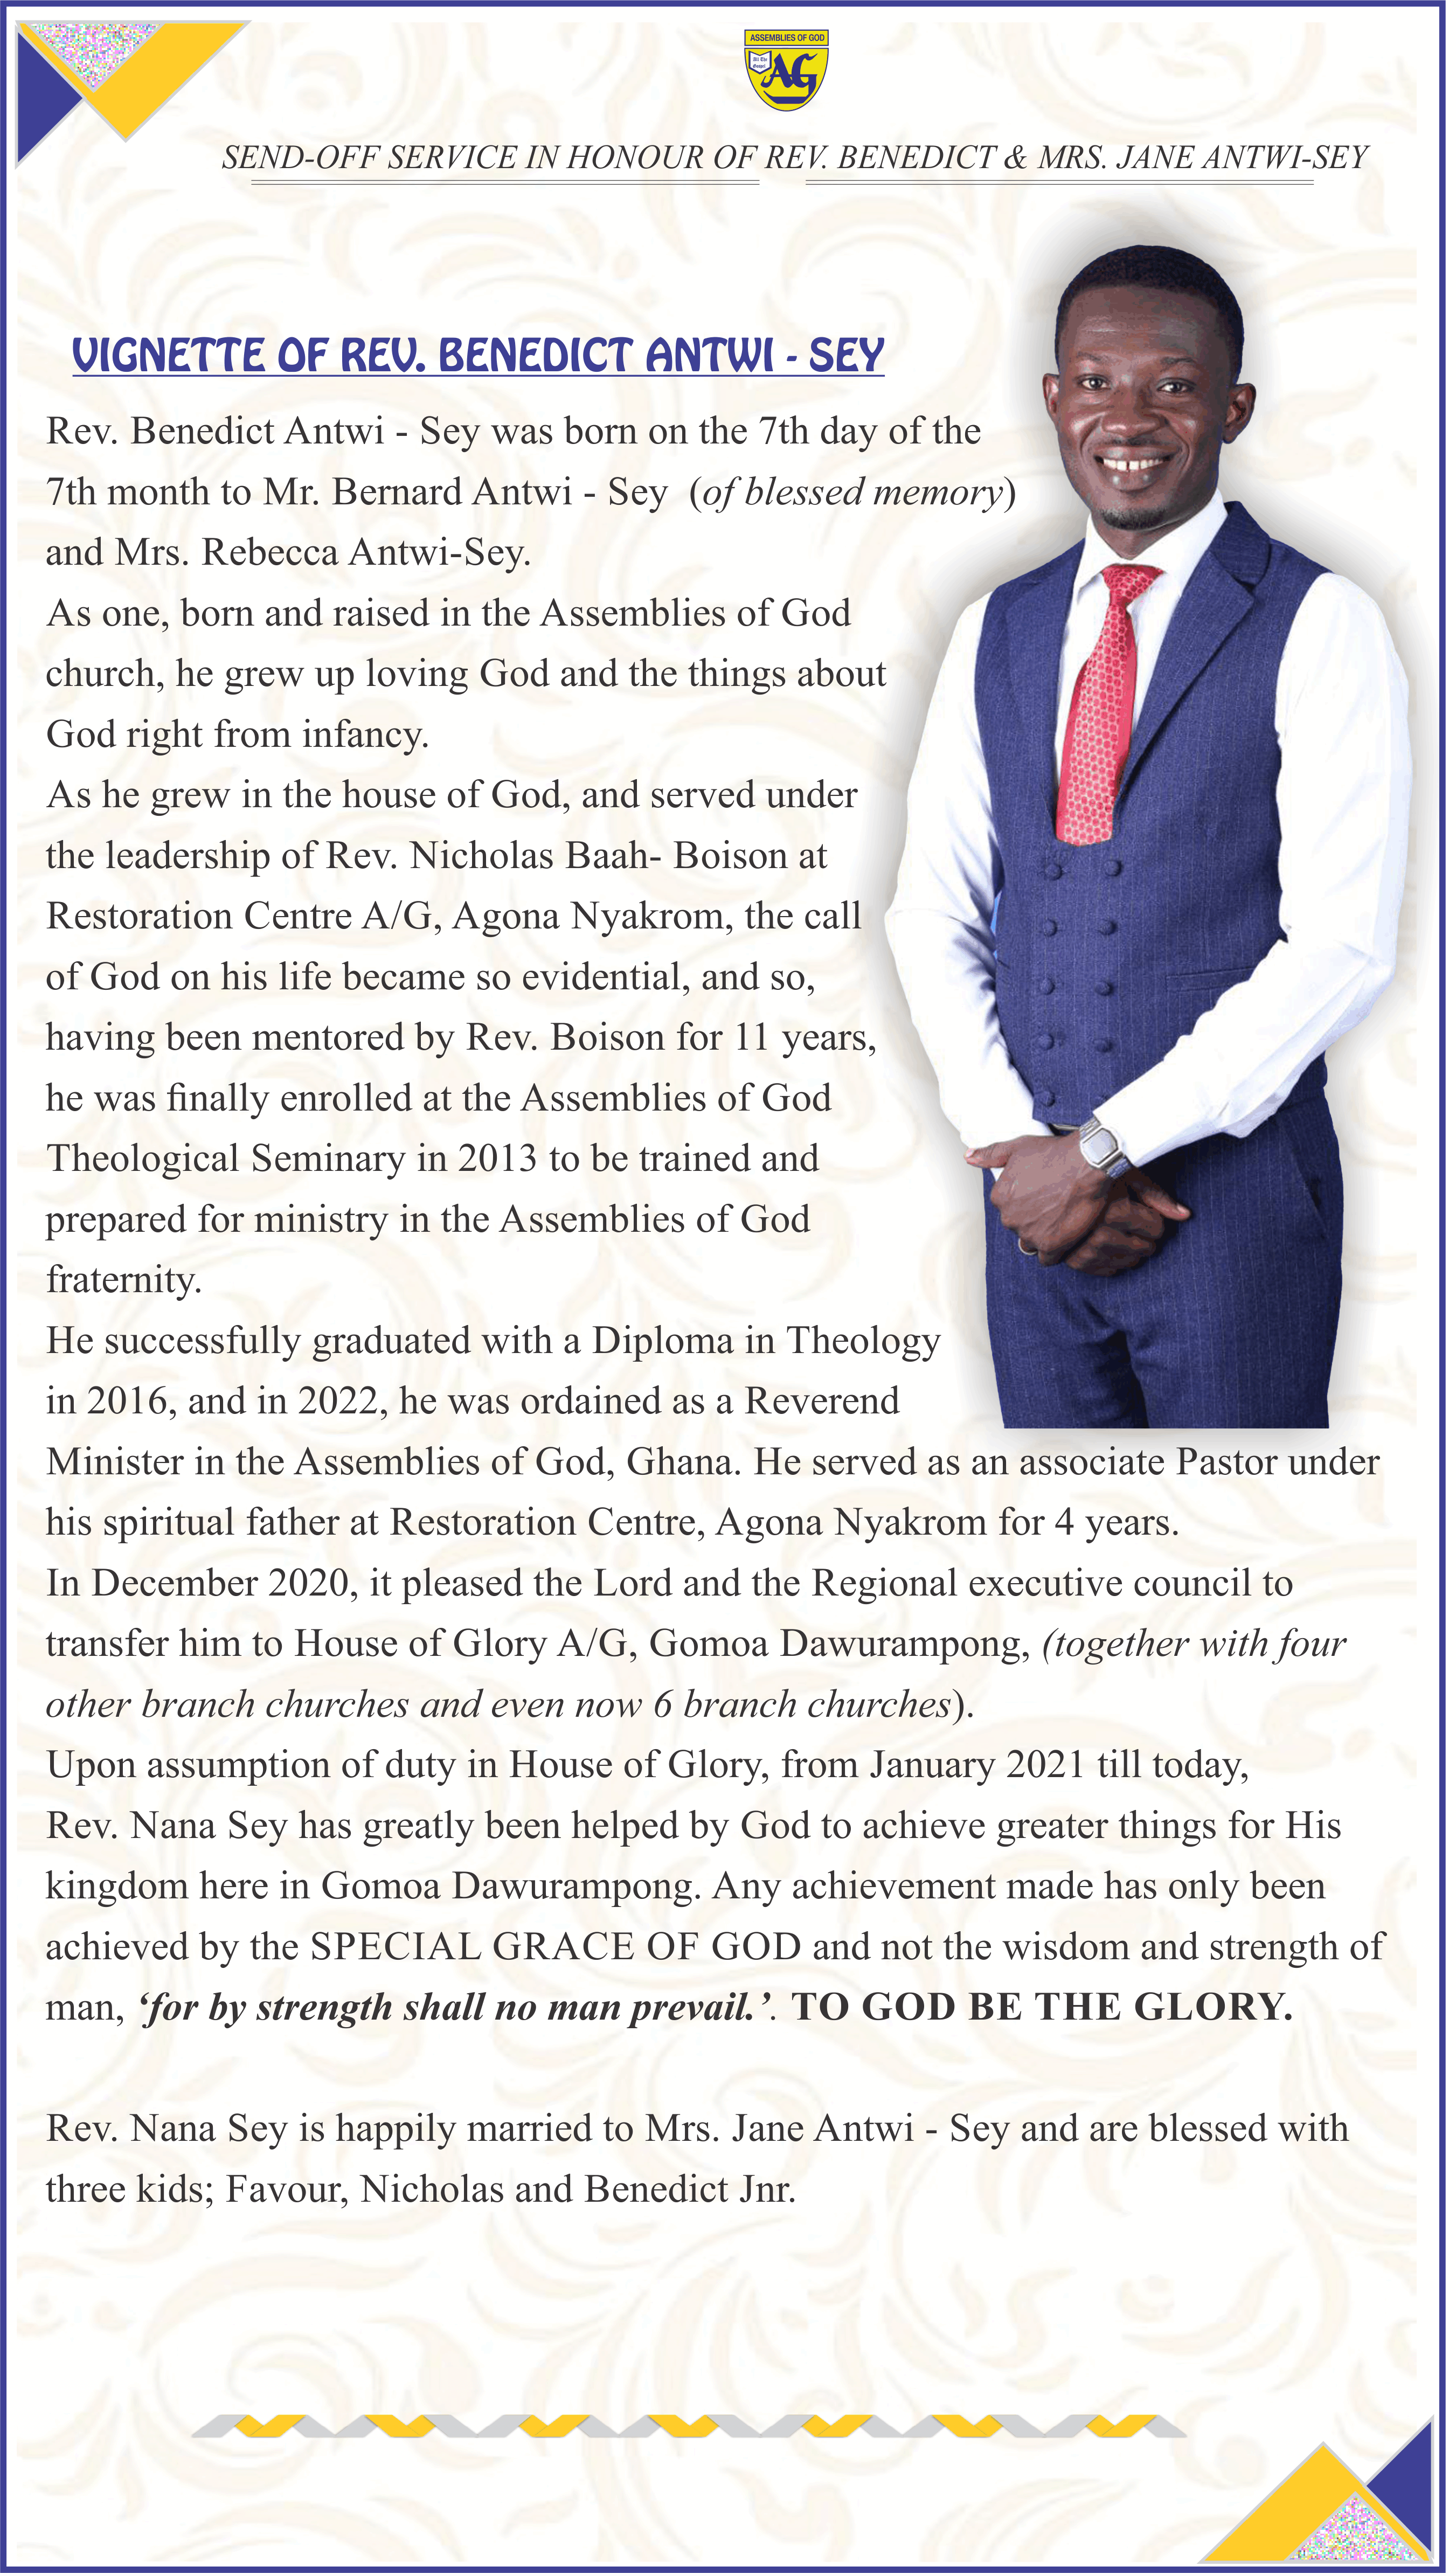 ASSEMBLIES OF GOD
All The
Gospel
AG
SEND-OFF SERVICE IN HONOUR OF REV. BENEDICT & MRS. JANE ANTWI-SEY
VIGNETTE OF REV. BENEDICT ANTWI - SEY
Rev. Benedict Antwi - Sey was born on the 7th day of the
7th month to Mr. Bernard Antwi - Sey (of blessed memory)
and Mrs. Rebecca Antwi-Sey.
As one, born and raised in the Assemblies of God
church, he grew up loving God and the things about
God right from infancy.
As he grew in the house of God, and served under
the leadership of Rev. Nicholas Baah- Boison at
Restoration Centre A/G, Agona Nyakrom, the call
of God on his life became so evidential, and so,
having been mentored by Rev. Boison for 11 years,
he was finally enrolled at the Assemblies of God
Theological Seminary in 2013 to be trained and
prepared for ministry in the Assemblies of God
fraternity.
He successfully graduated with a Diploma in Theology
in 2016, and in 2022, he was ordained as a Reverend
Minister in the Assemblies of God, Ghana. He served as an associate Pastor under
his spiritual father at Restoration Centre, Agona Nyakrom for 4 years.
In December 2020, it pleased the Lord and the Regional executive council to
transfer him to House of Glory A/G, Gomoa Dawurampong, (together with four
other branch churches and even now 6 branch churches).
Upon assumption of duty in House of Glory, from January 2021 till today,
Rev. Nana Sey has greatly been helped by God to achieve greater things for His
kingdom here in Gomoa Dawurampong. Any achievement made has only been
achieved by the SPECIAL GRACE OF GOD and not the wisdom and strength of
man, ‘for by strength shall no man prevail.’. TO GOD BE THE GLORY.
Rev. Nana Sey is happily married to Mrs. Jane Antwi - Sey and are blessed with
three kids; Favour, Nicholas and Benedict Jnr.